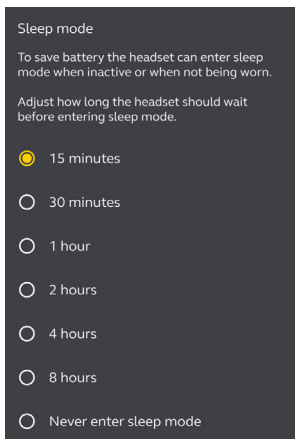 Sleep mode
To save battery the headset can enter sleep
mode when inactive or when not being worn.
Adjust how long the headset should wait
before entering sleep mode.
15 minutes
30 minutes
1 hour
2 hours
4 hours
8 hours
Never enter sleep mode